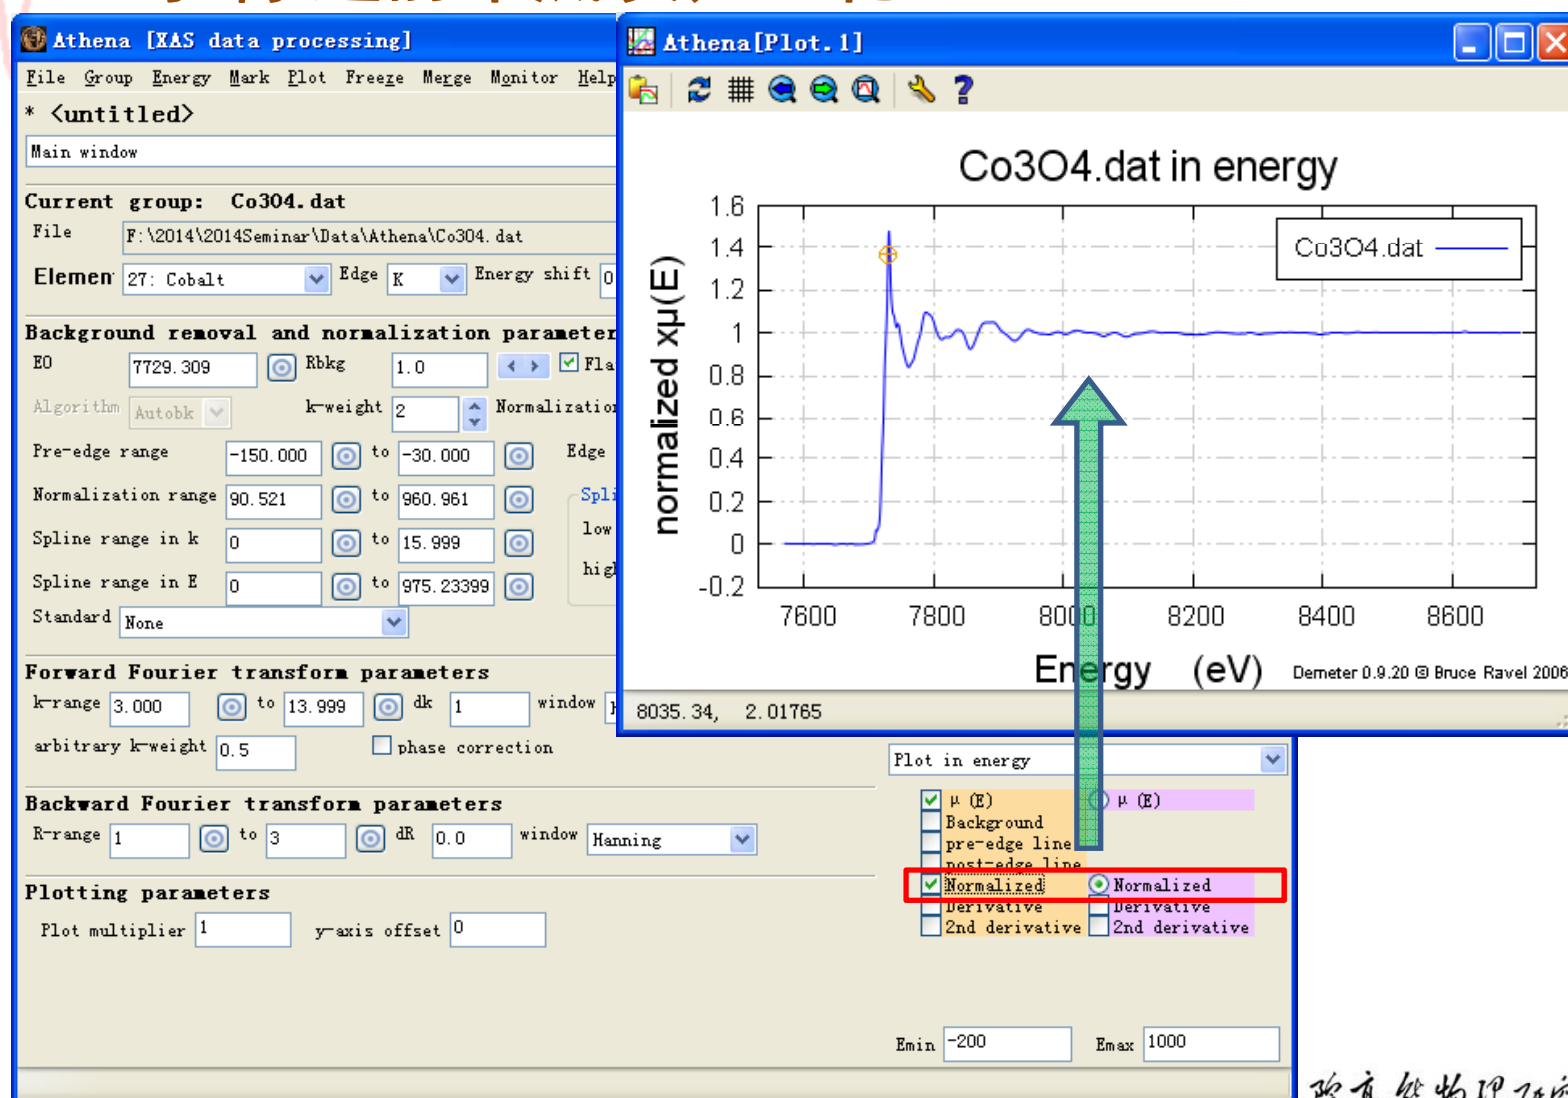 Athena [XAS data processing]
File Group Energy Mark Plot Freeze Merge Monitor Help
* <untitled>
Main window
Current group: Co3O4.dat
File F:\2014\2014Seminar\Data\Athena\Co3O4.dat
Elemen 27: Cobalt Edge K Energy shift 0
Background removal and normalization parameter
E0 7729.309 Rbkg 1.0 Fla
Algorithm Autobk k-weight 2 Normalization
Pre-edge range -150.000 to -30.000 Edge
Normalization range 90.521 to 960.961 Spli
Spline range in k 0 to 15.999 low
Spline range in E 0 to 975.23399 high
Standard None
Forward Fourier transform parameters
k-range 3.000 to 13.999 dk 1 window
arbitrary k-weight 0.5 phase correction
Backward Fourier transform parameters
R-range 1 to 3 dR 0.0 window Hanning
Plotting parameters
Plot multiplier 1 y-axis offset 0
Athena[Plot.1]
Co3O4.dat in energy
Co3O4.dat
normalized xμ(E)
1.6
1.4
1.2
1
0.8
0.6
0.4
0.2
0
-0.2
7600 7800 8000 8200 8400 8600
Energy (eV)
Demeter 0.9.20 © Bruce Ravel 2006
8035.34, 2.01765
Plot in energy
μ(E) μ(E)
Background
pre-edge line
post-edge line
Normalized Normalized
Derivative Derivative
2nd derivative 2nd derivative
Emin -200 Emax 1000